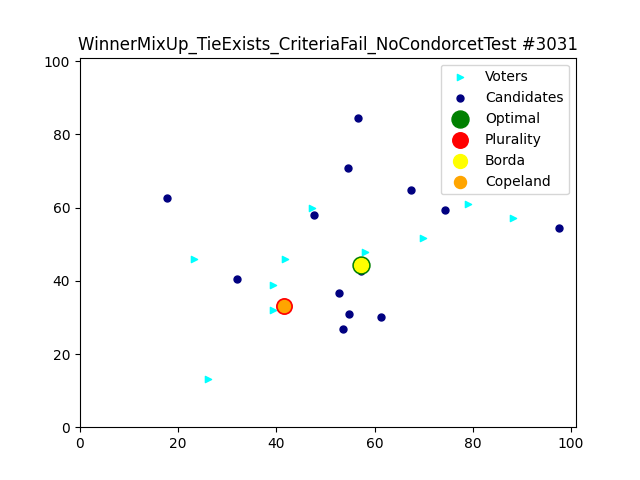 WinnerMixUp_TieExists_CriteriaFail_NoCondorcetTest #3031
100
80
60
40
20
0
0
20
40
60
80
100
Voters
Candidates
Optimal
Plurality
Borda
Copeland